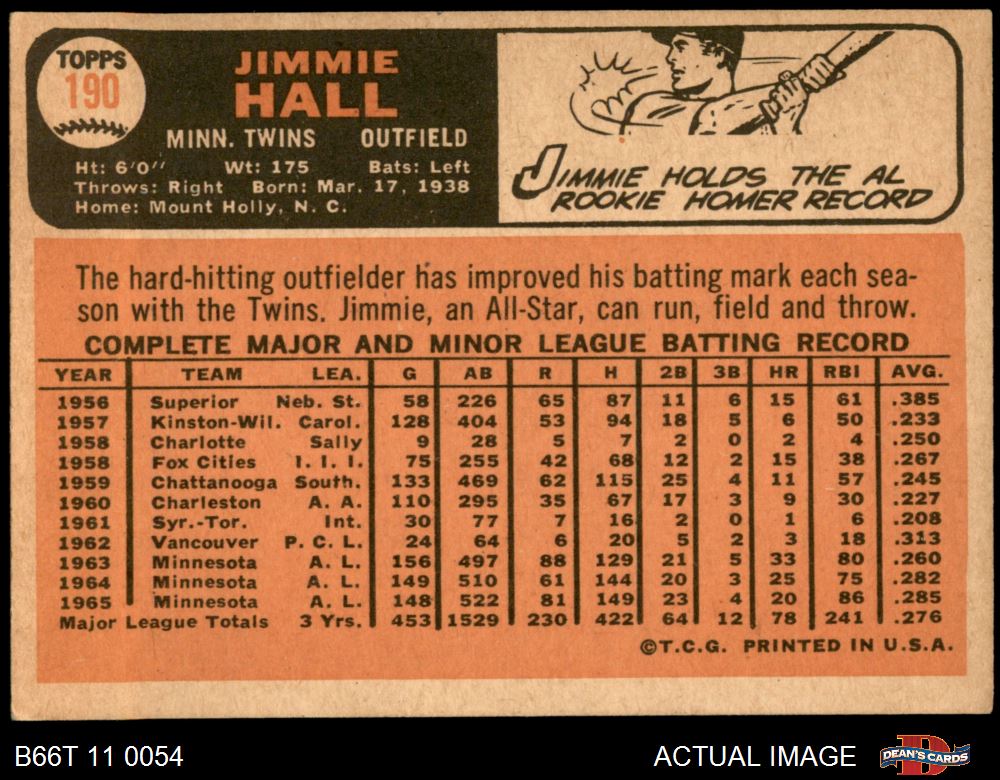 TOPPS
190
JIMMIE
HALL
MINN. TWINS OUTFIELD
Ht: 6'0'' Wt: 175 Bats: Left
Throws: Right Born: Mar. 17, 1938
Home: Mount Holly, N. C.
JIMMIE HOLDS THE AL
ROOKIE HOMER RECORD
The hard-hitting outfielder has improved his batting mark each sea-
son with the Twins. Jimmie, an All-Star, can run, field and throw.
COMPLETE MAJOR AND MINOR LEAGUE BATTING RECORD
YEAR TEAM LEA. G AB R H 2B 3B HR RBI AVG.
1956 Superior Neb. St. 58 226 65 87 11 6 15 61 .385
1957 Kinston-Wil. Carol. 128 404 53 94 18 5 6 50 .233
1958 Charlotte Sally 9 28 5 7 2 0 2 4 .250
1958 Fox Cities I. I. I. 75 255 42 68 12 2 15 38 .267
1959 Chattanooga South. 133 469 62 115 25 4 11 57 .245
1960 Charleston A. A. 110 295 35 67 17 3 9 30 .227
1961 Syr.-Tor. Int. 30 77 7 16 2 0 1 6 .208
1962 Vancouver P. C. L. 24 64 6 20 5 2 3 18 .313
1963 Minnesota A. L. 156 497 88 129 21 5 33 80 .260
1964 Minnesota A. L. 149 510 61 144 20 3 25 75 .282
1965 Minnesota A. L. 148 522 81 149 23 4 20 86 .285
Major League Totals 3 Yrs. 453 1529 230 422 64 12 78 241 .276
©T.C.G. PRINTED IN U.S.A.
B66T 11 0054
ACTUAL IMAGE
DEAN'S CARDS